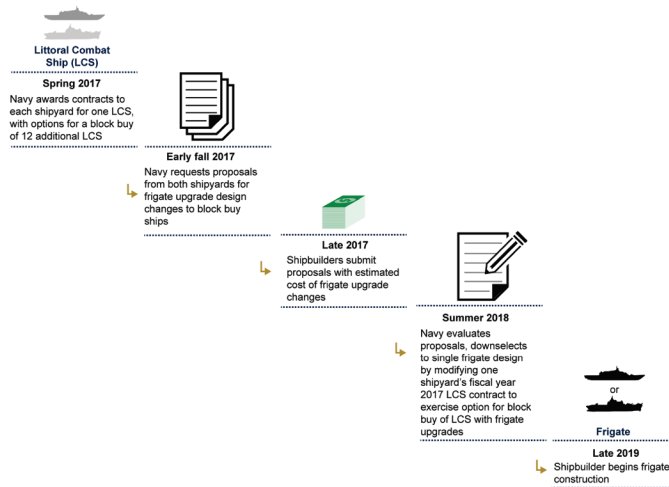 Littoral Combat
Ship (LCS)
Spring 2017
Navy awards contracts to
each shipyard for one LCS,
with options for a block buy
of 12 additional LCS
Early fall 2017
Navy requests proposals
from both shipyards for
frigate upgrade design
changes to block buy
ships
Late 2017
Shipbuilders submit
proposals with estimated
cost of frigate upgrade
changes
Summer 2018
Navy evaluates
proposals, downselects
to single frigate design
by modifying one
shipyard's fiscal year
2017 LCS contract to
exercise option for block
buy of LCS with frigate
upgrades
or
Frigate
Late 2019
Shipbuilder begins frigate
construction